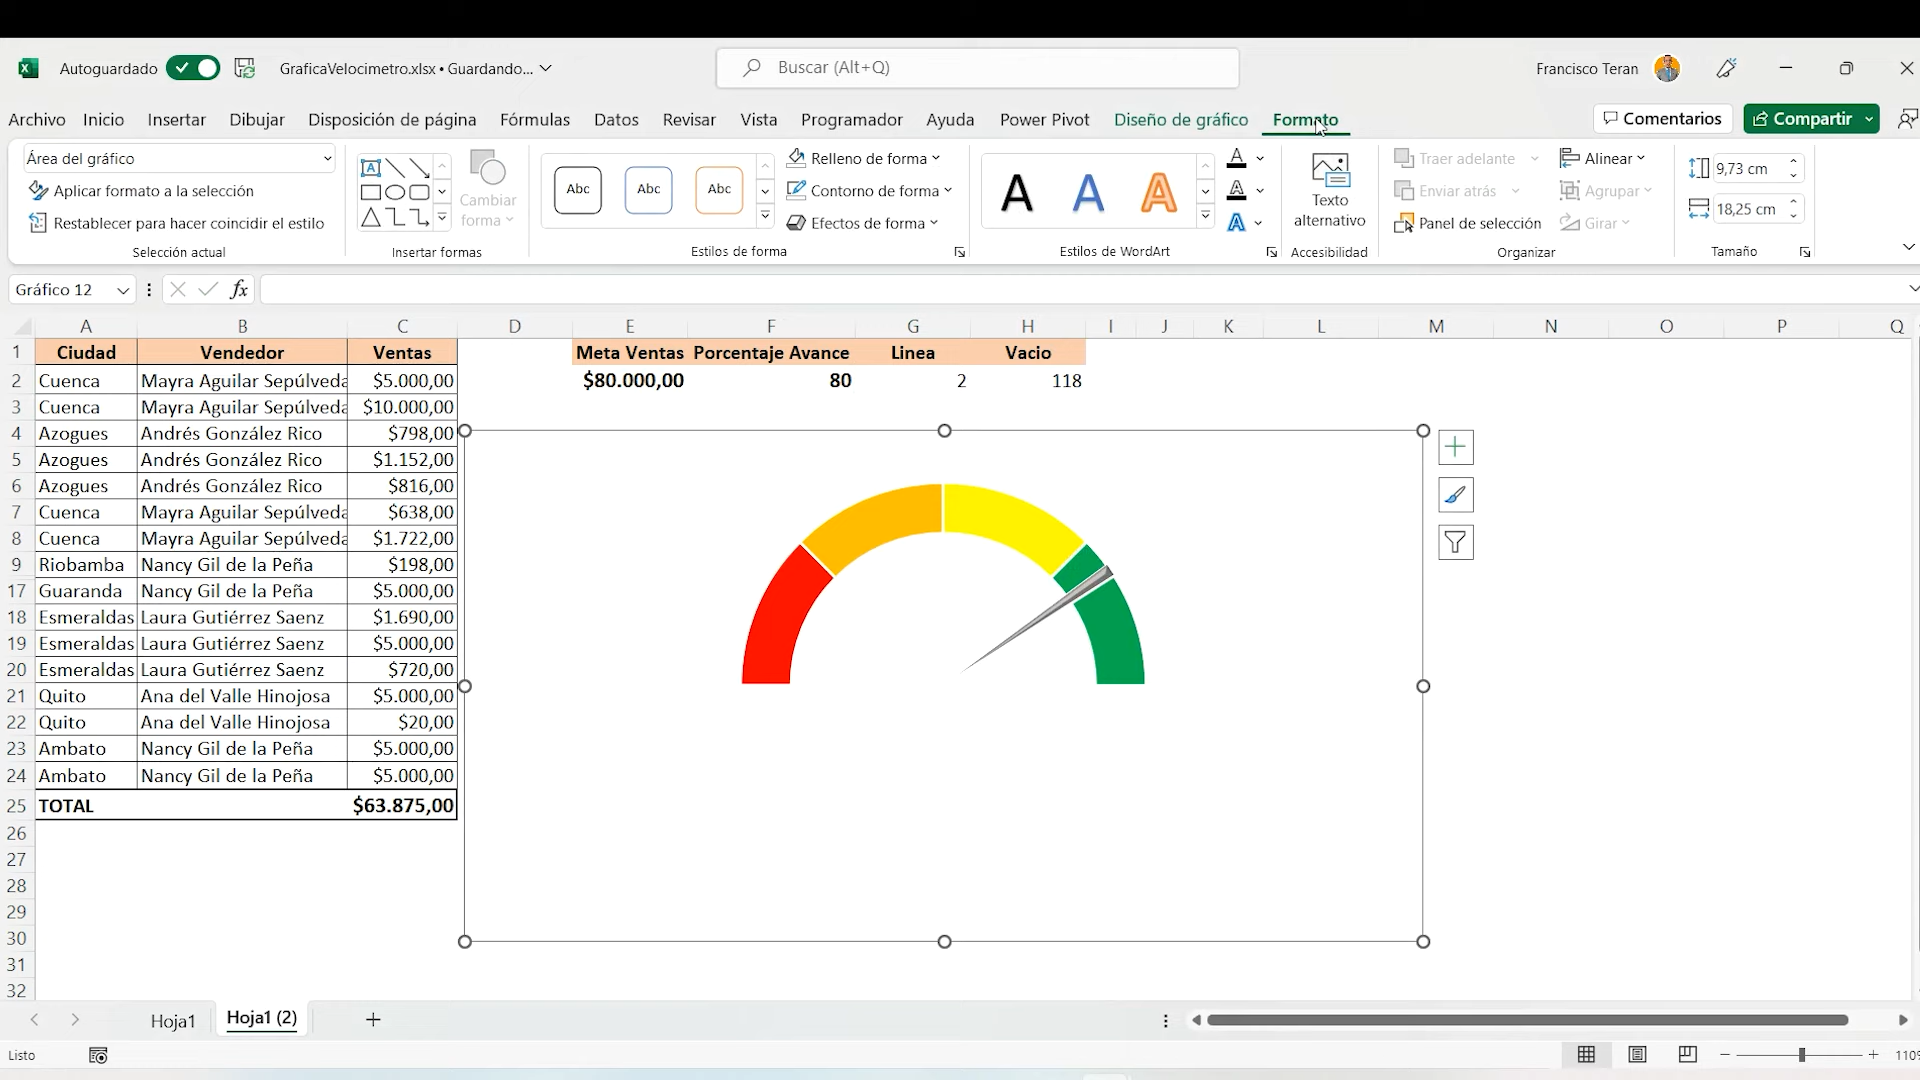 Autoguardado GraficaVelocimetro.xlsx • Guardando... Buscar (Alt+Q) Francisco Teran
Archivo Inicio Insertar Dibujar Disposición de página Fórmulas Datos Revisar Vista Programador Ayuda Power Pivot Diseño de gráfico Formato Comentarios Compartir
Área del gráfico
Aplicar formato a la selección
Restablecer para hacer coincidir el estilo
Selección actual
Cambiar
forma
Insertar formas
Abc Abc Abc
Relleno de forma
Contorno de forma
Efectos de forma
Estilos de forma
A A A
Estilos de WordArt
Texto
alternativo
Accesibilidad
Traer adelante
Enviar atrás
Panel de selección
Alinear
Agrupar
Girar
Organizar
9,73 cm
18,25 cm
Tamaño
Gráfico 12 fx
A B C D E F G H I J K L M N O P Q
1 Ciudad Vendedor Ventas Meta Ventas Porcentaje Avance Linea Vacio
2 Cuenca Mayra Aguilar Sepúlveda $5.000,00 $80.000,00 80 2 118
3 Cuenca Mayra Aguilar Sepúlveda $10.000,00
4 Azogues Andrés González Rico $798,00
5 Azogues Andrés González Rico $1.152,00
6 Azogues Andrés González Rico $816,00
7 Cuenca Mayra Aguilar Sepúlveda $638,00
8 Cuenca Mayra Aguilar Sepúlveda $1.722,00
9 Riobamba Nancy Gil de la Peña $198,00
17 Guaranda Nancy Gil de la Peña $5.000,00
18 Esmeraldas Laura Gutiérrez Saenz $1.690,00
19 Esmeraldas Laura Gutiérrez Saenz $5.000,00
20 Esmeraldas Laura Gutiérrez Saenz $720,00
21 Quito Ana del Valle Hinojosa $5.000,00
22 Quito Ana del Valle Hinojosa $20,00
23 Ambato Nancy Gil de la Peña $5.000,00
24 Ambato Nancy Gil de la Peña $5.000,00
25 TOTAL $63.875,00
26
27
28
29
30
31
32
Hoja1 Hoja1 (2)
Listo 110%